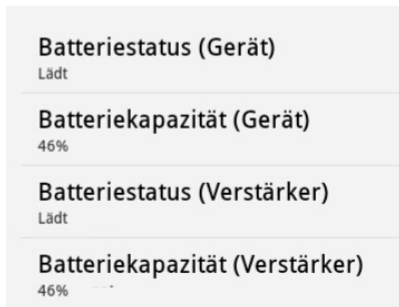 Batteriestatus (Gerät)
Lädt
Batteriekapazität (Gerät)
46%
Batteriestatus (Verstärker)
Lädt
Batteriekapazität (Verstärker)
46%